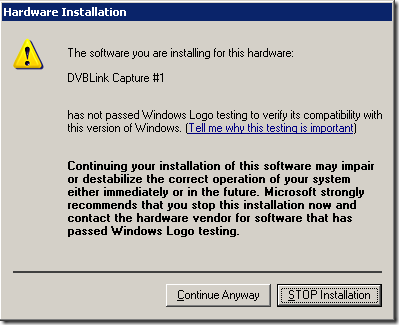 Hardware Installation
The software you are installing for this hardware:
DVBLink Capture #1
has not passed Windows Logo testing to verify its compatibility with
this version of Windows. (Tell me why this testing is important)
Continuing your installation of this software may impair
or destabilize the correct operation of your system
either immediately or in the future. Microsoft strongly
recommends that you stop this installation now and
contact the hardware vendor for software that has
passed Windows Logo testing.
Continue Anyway
STOP Installation